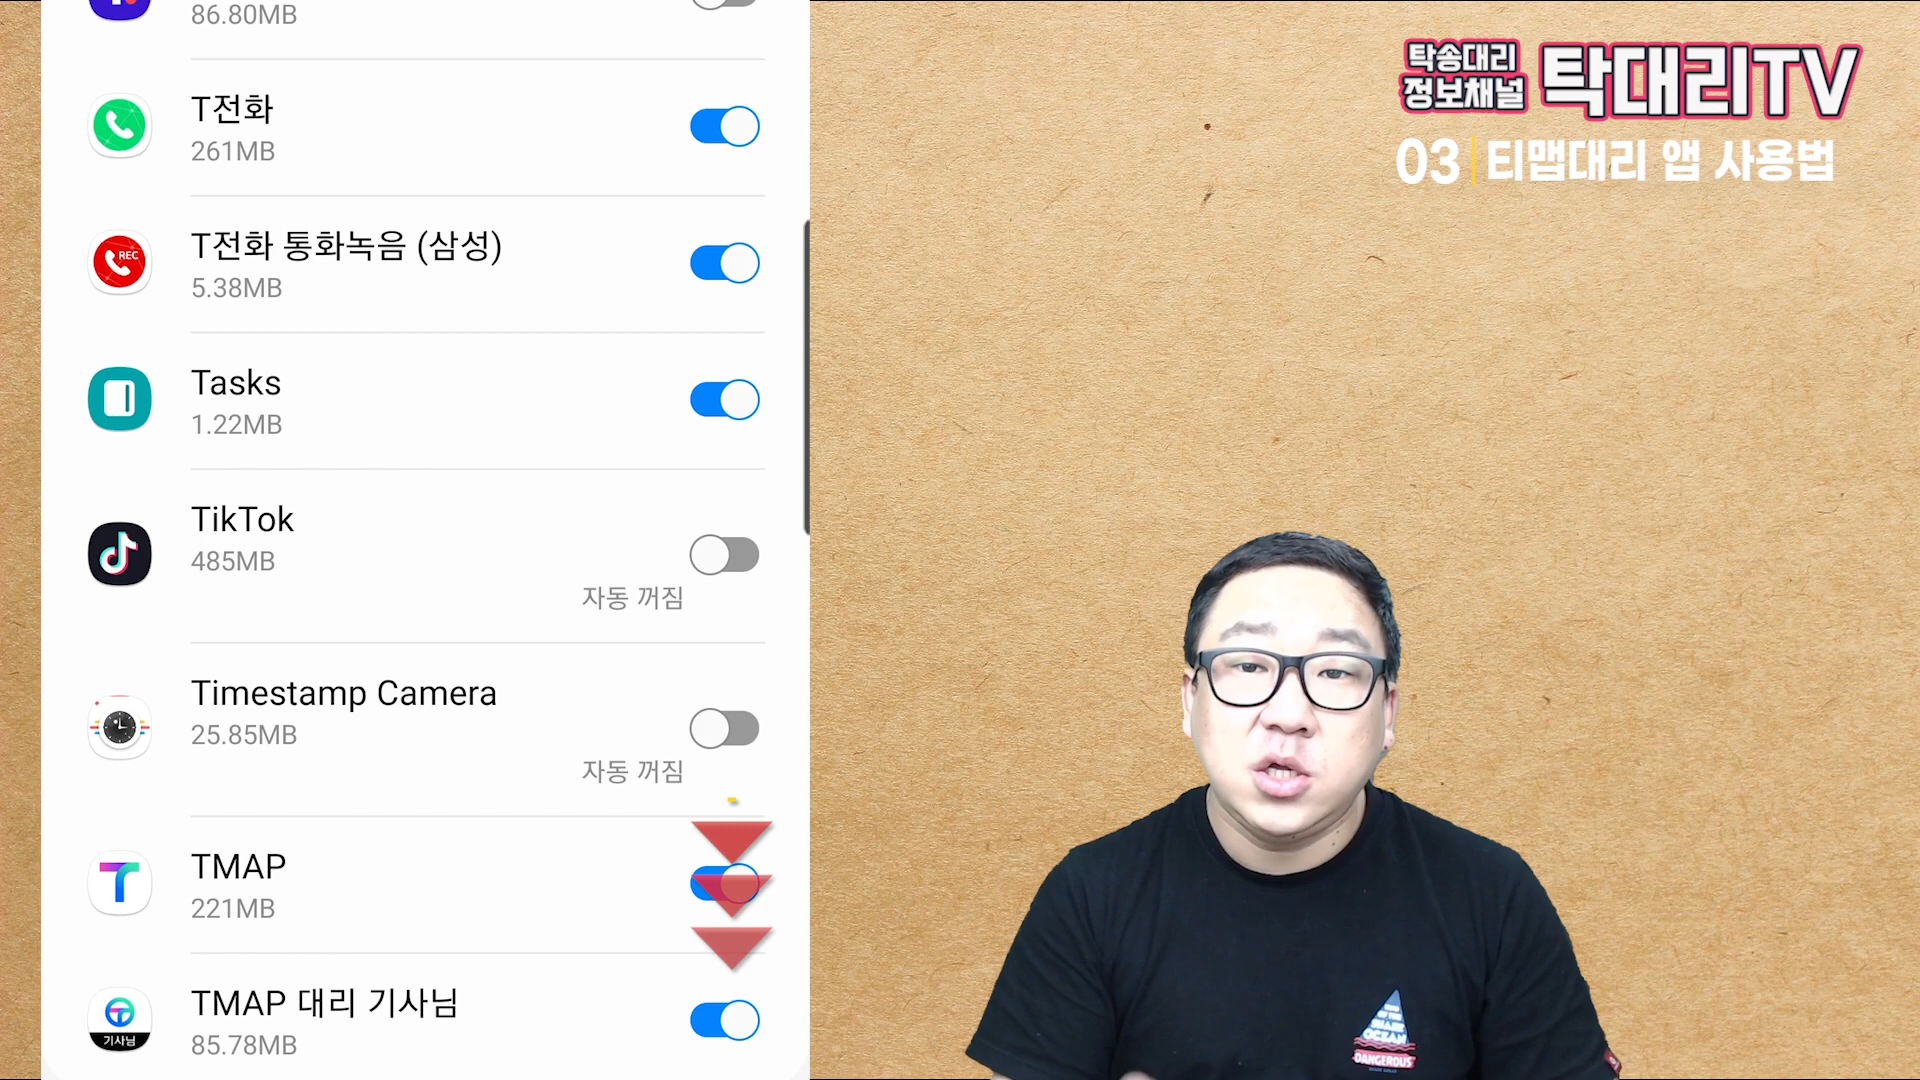 86.80MB
T전화
261MB
REC
T전화 통화녹음 (삼성)
5.38MB
Tasks
1.22MB
TikTok
485MB
자동 꺼짐
Timestamp Camera
25.85MB
자동 꺼짐
TMAP
221MB
TMAP 대리 기사님
85.78MB
기사님
탁송대리
정보채널
탁대리TV
03 티맵대리 앱 사용법
OCEAN
DANGEROUS